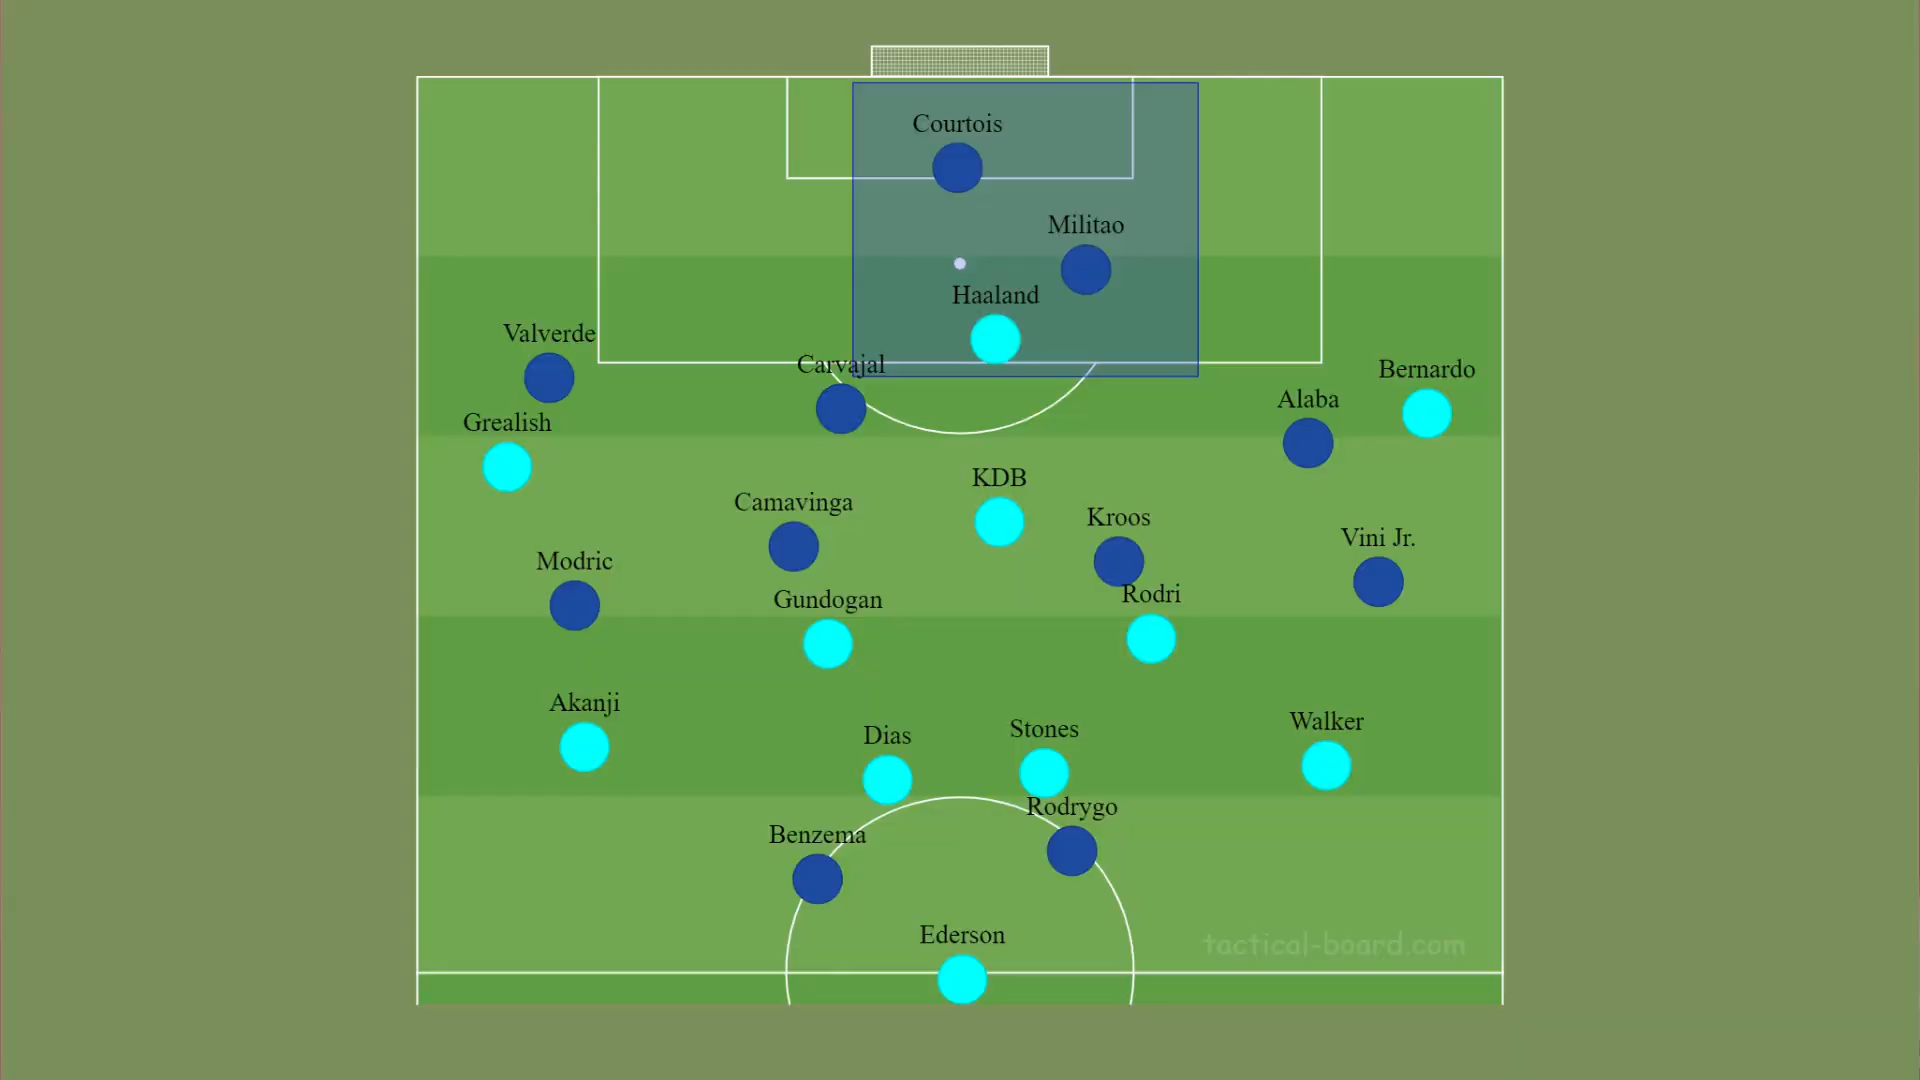 Courtois
Militao
Haaland
Valverde
Carvajal
Bernardo
Alaba
Grealish
KDB
Camavinga
Kroos
Vini Jr.
Modric
Rodri
Gundogan
Akanji
Walker
Stones
Dias
Rodrygo
Benzema
Ederson
tactical-board.com